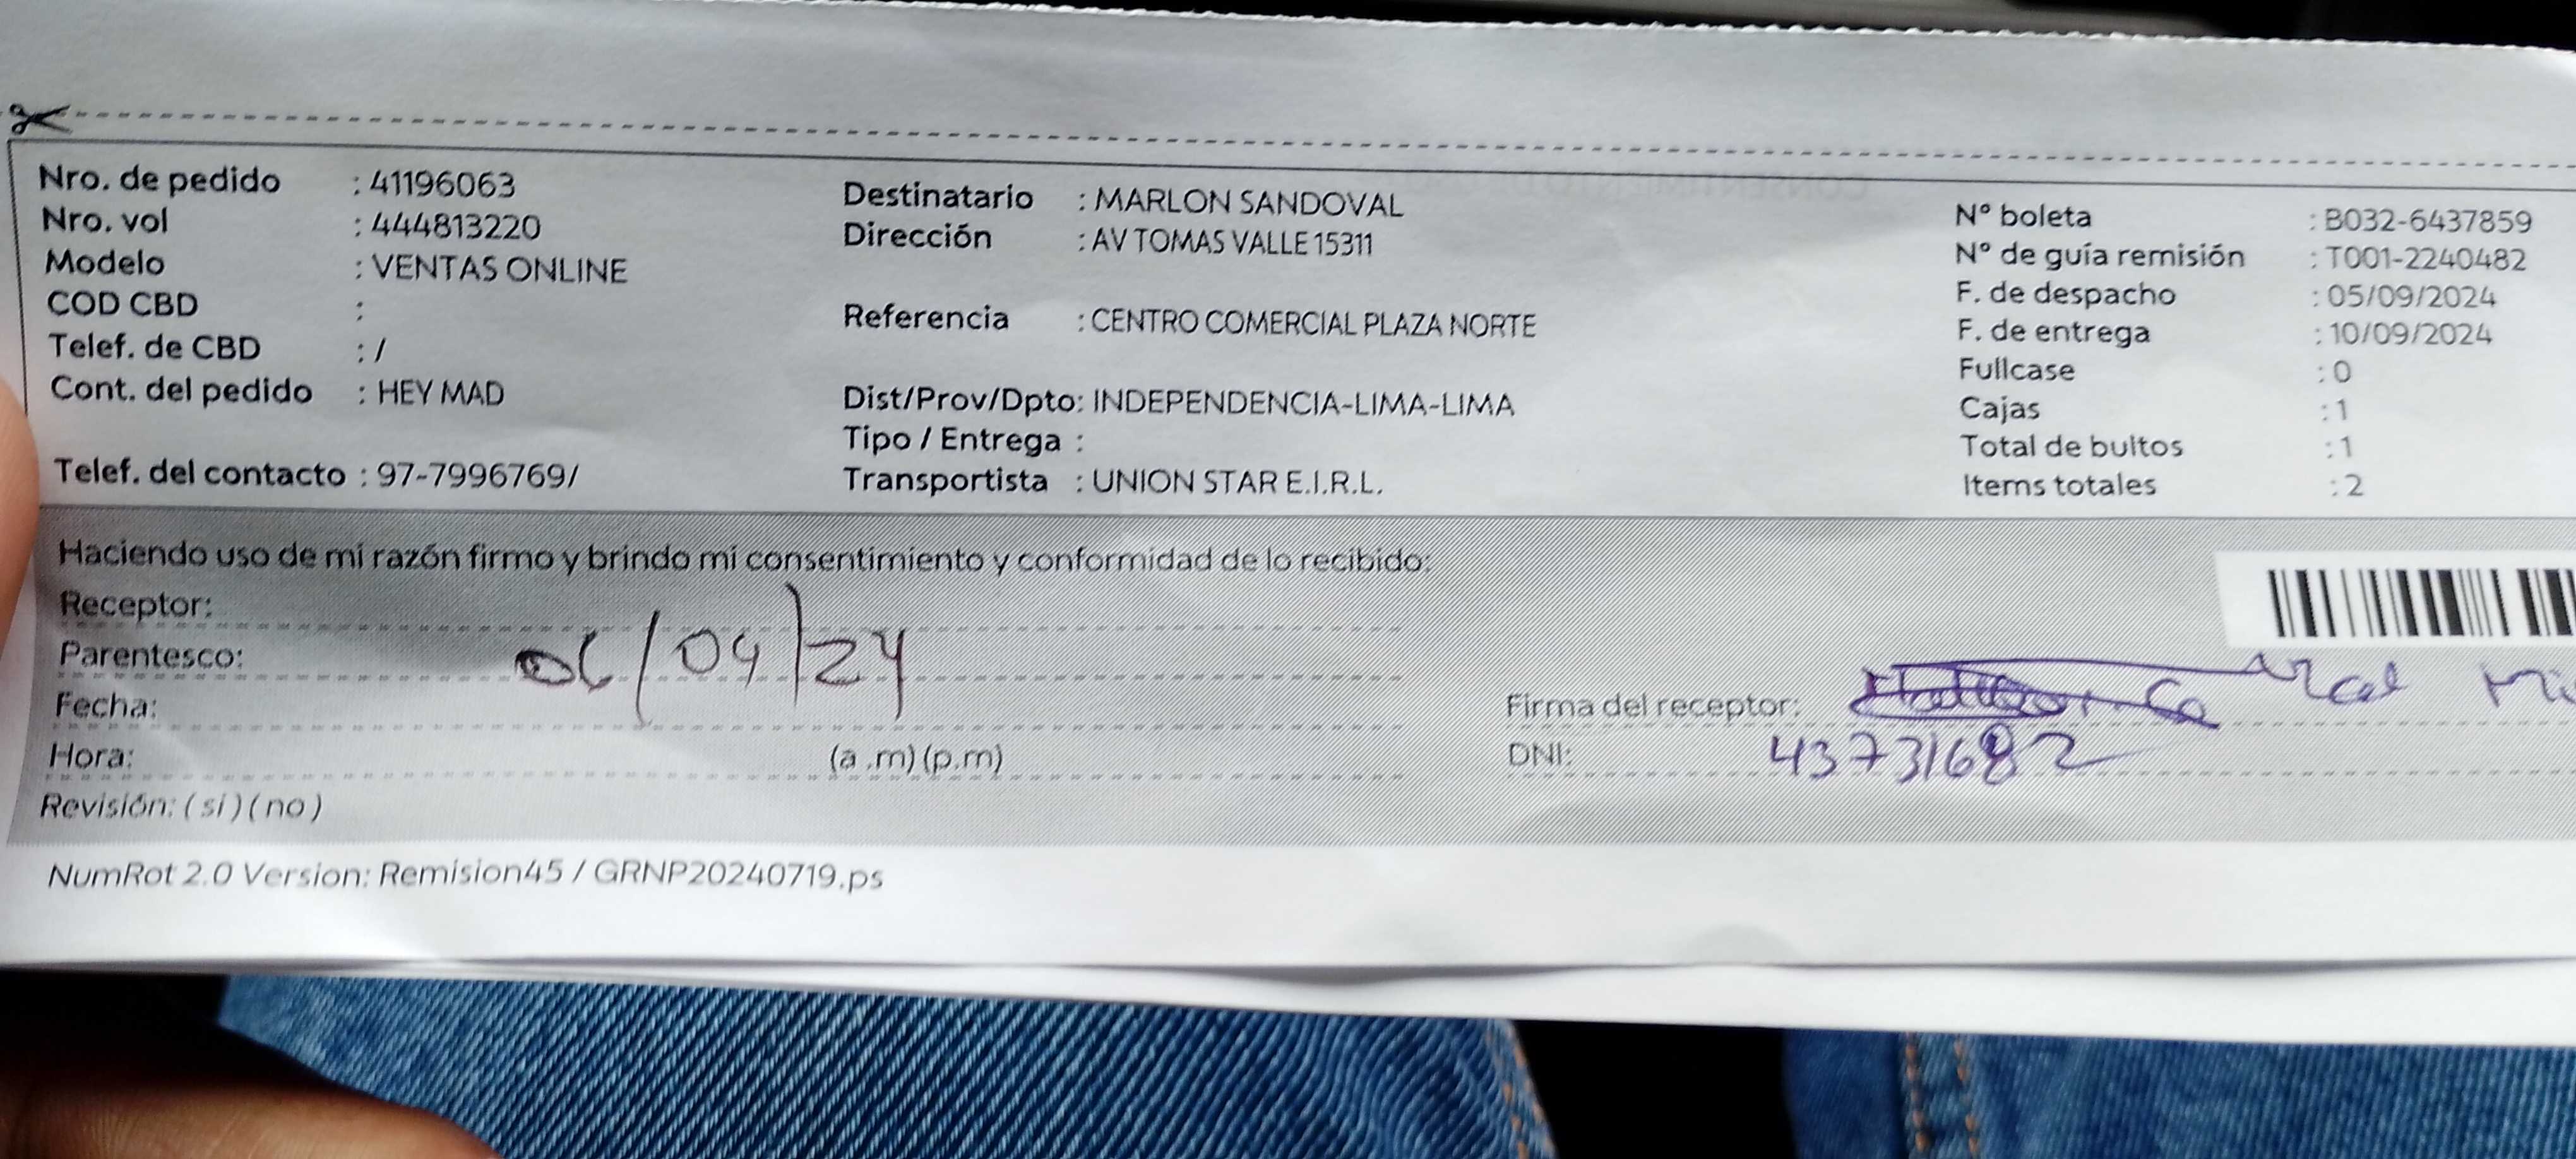 Nro. de pedido : 41196063
Nro. vol : 444813220
Modelo : VENTAS ONLINE
COD CBD :
Telef. de CBD : /
Cont. del pedido : HEY MAD
Telef. del contacto : 97-7996769/
Destinatario : MARLON SANDOVAL
Dirección : AV TOMAS VALLE 15311
Referencia : CENTRO COMERCIAL PLAZA NORTE
Dist/Prov/Dpto: INDEPENDENCIA-LIMA-LIMA
Tipo / Entrega :
Transportista : UNION STAR E.I.R.L.
N° boleta : B032-6437859
N° de guía remisión : T001-2240482
F. de despacho : 05/09/2024
F. de entrega : 10/09/2024
Fullcase : 0
Cajas : 1
Total de bultos : 1
Items totales : 2
Haciendo uso de mi razón firmo y brindo mi consentimiento y conformidad de lo recibido:
Receptor:
Parentesco:
06/09/24
Fecha:
Hora: (a .m) (p.m)
Revisión: ( si ) ( no )
Firma del receptor:
DNI: 43731682
NumRot 2.0 Version: Remision45 / GRNP20240719.ps